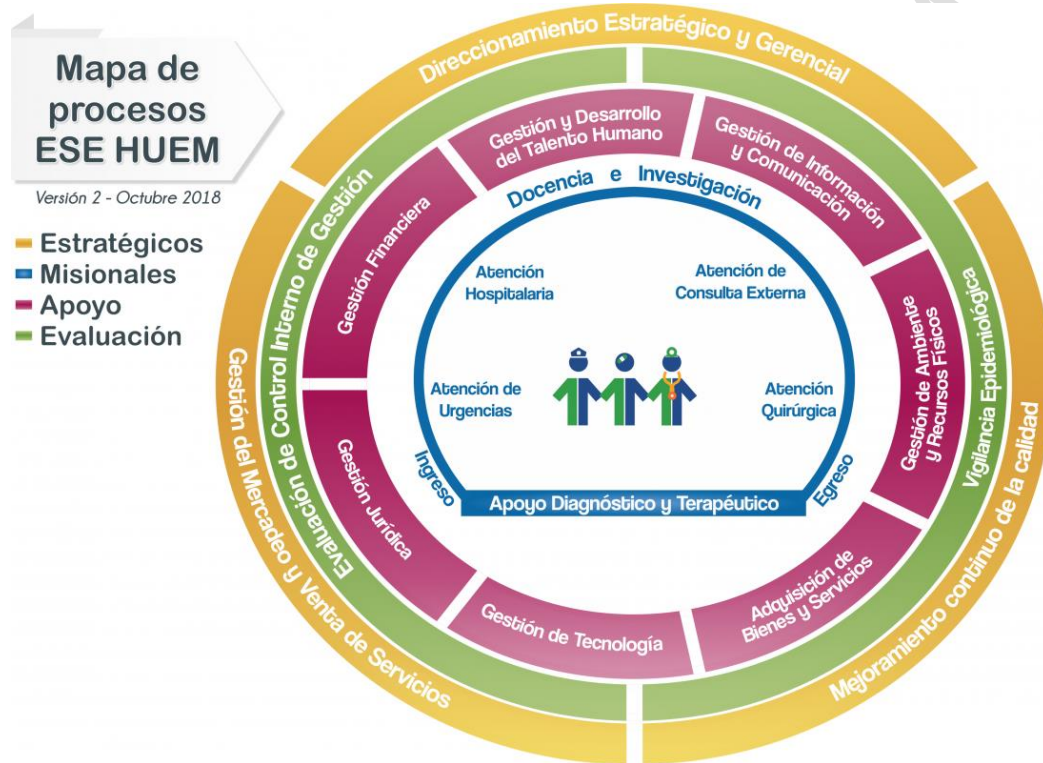 Mapa de
procesos
ESE HUEM
Versión 2 - Octubre 2018
Estratégicos
Misionales
Apoyo
Evaluación
Direccionamiento Estratégico y Gerencial
Gestión del Mercadeo y Venta de Servicios
Mejoramiento continuo de la calidad
Evaluación de Control Interno de Gestión
Vigilancia Epidemiológica
Gestión y Desarrollo
del Talento Humano
Gestión de Información
y Comunicación
Gestión Financiera
Gestión de Ambiente
y Recursos Físicos
Gestión Jurídica
Adquisición de
Bienes y Servicios
Gestión de Tecnología
Docencia e Investigación
Atención
Hospitalaria
Atención de
Consulta Externa
Atención de
Urgencias
Atención
Quirúrgica
Ingreso
Egreso
Apoyo Diagnóstico y Terapéutico